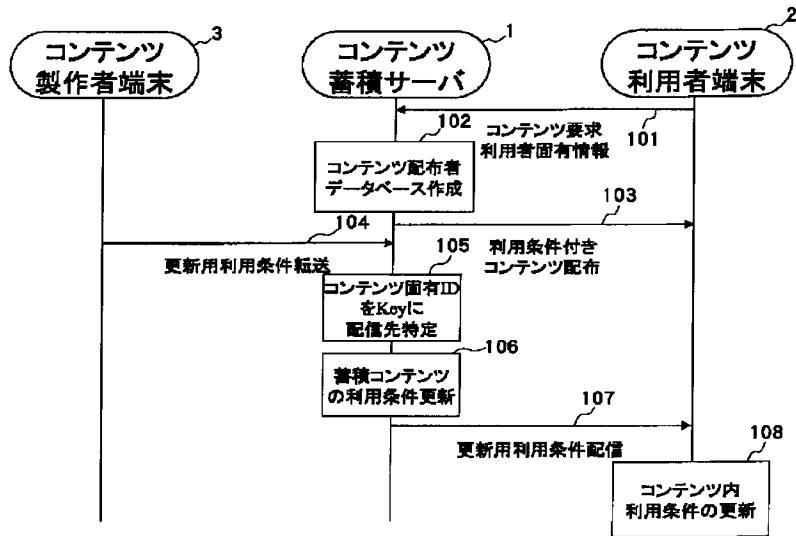 3
コンテンツ
製作者端末
1
コンテンツ
蓄積サーバ
2
コンテンツ
利用者端末
101
コンテンツ要求
利用者固有情報
102
コンテンツ配布者
データベース作成
103
利用条件付き
コンテンツ配布
104
更新用利用条件転送
105
コンテンツ固有ID
をKeyに
配信先特定
106
蓄積コンテンツ
の利用条件更新
107
更新用利用条件配信
108
コンテンツ内
利用条件の更新